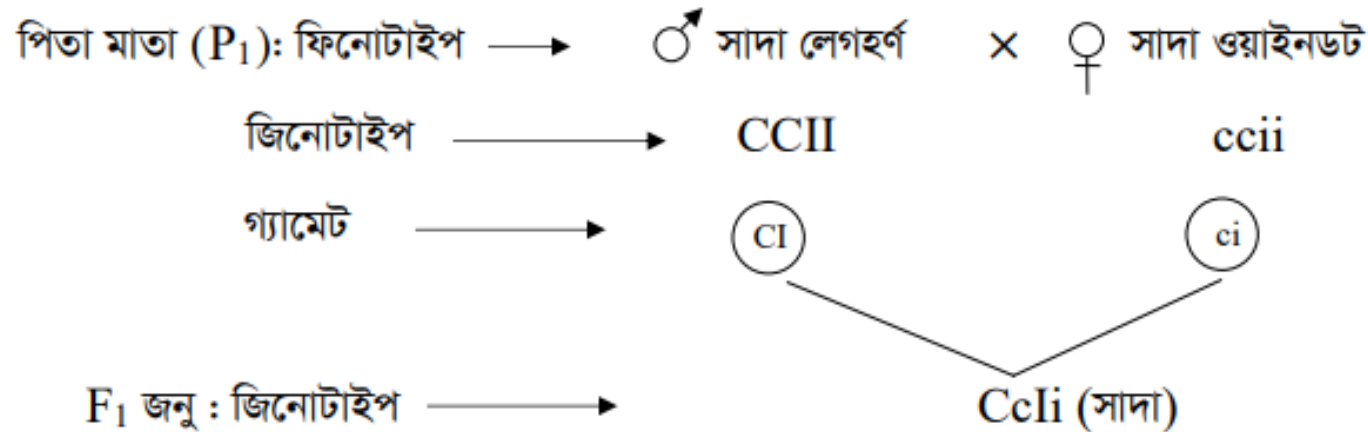 পিতা মাতা (P₁): ফিনোটাইপ ⟶ ♂ সাদা লেগহর্ণ × ♀ সাদা ওয়াইনডট
জিনোটাইপ ⟶ CCII ccii
গ্যামেট ⟶ CI ci
F₁ জনু : জিনোটাইপ ⟶ CcIi (সাদা)